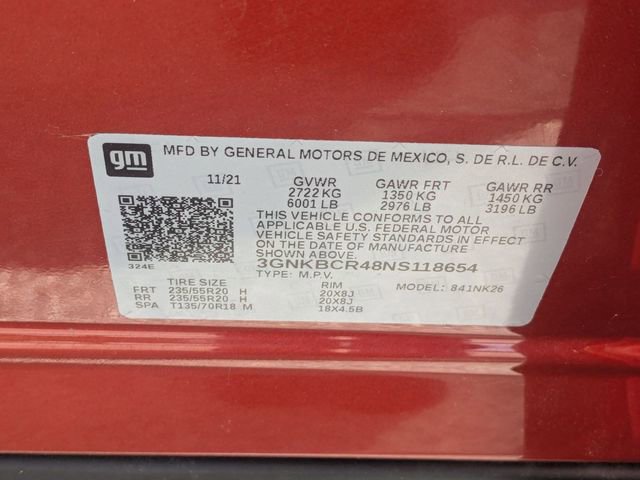 gm
MFD BY GENERAL MOTORS DE MEXICO, S. DE R.L. DE C.V.
11/21 GVWR GAWR FRT GAWR RR
2722 KG 1350 KG 1450 KG
6001 LB 2976 LB 3196 LB
THIS VEHICLE CONFORMS TO ALL
APPLICABLE U.S. FEDERAL MOTOR
VEHICLE SAFETY STANDARDS IN EFFECT
ON THE DATE OF MANUFACTURE
324E 3GNKBCR48NS118654
TYPE: M.P.V.
TIRE SIZE RIM MODEL: 841NK26
FRT 235/55R20 H 20X8J
RR 235/55R20 H 20X8J
SPA T135/70R18 M 18X4.5B